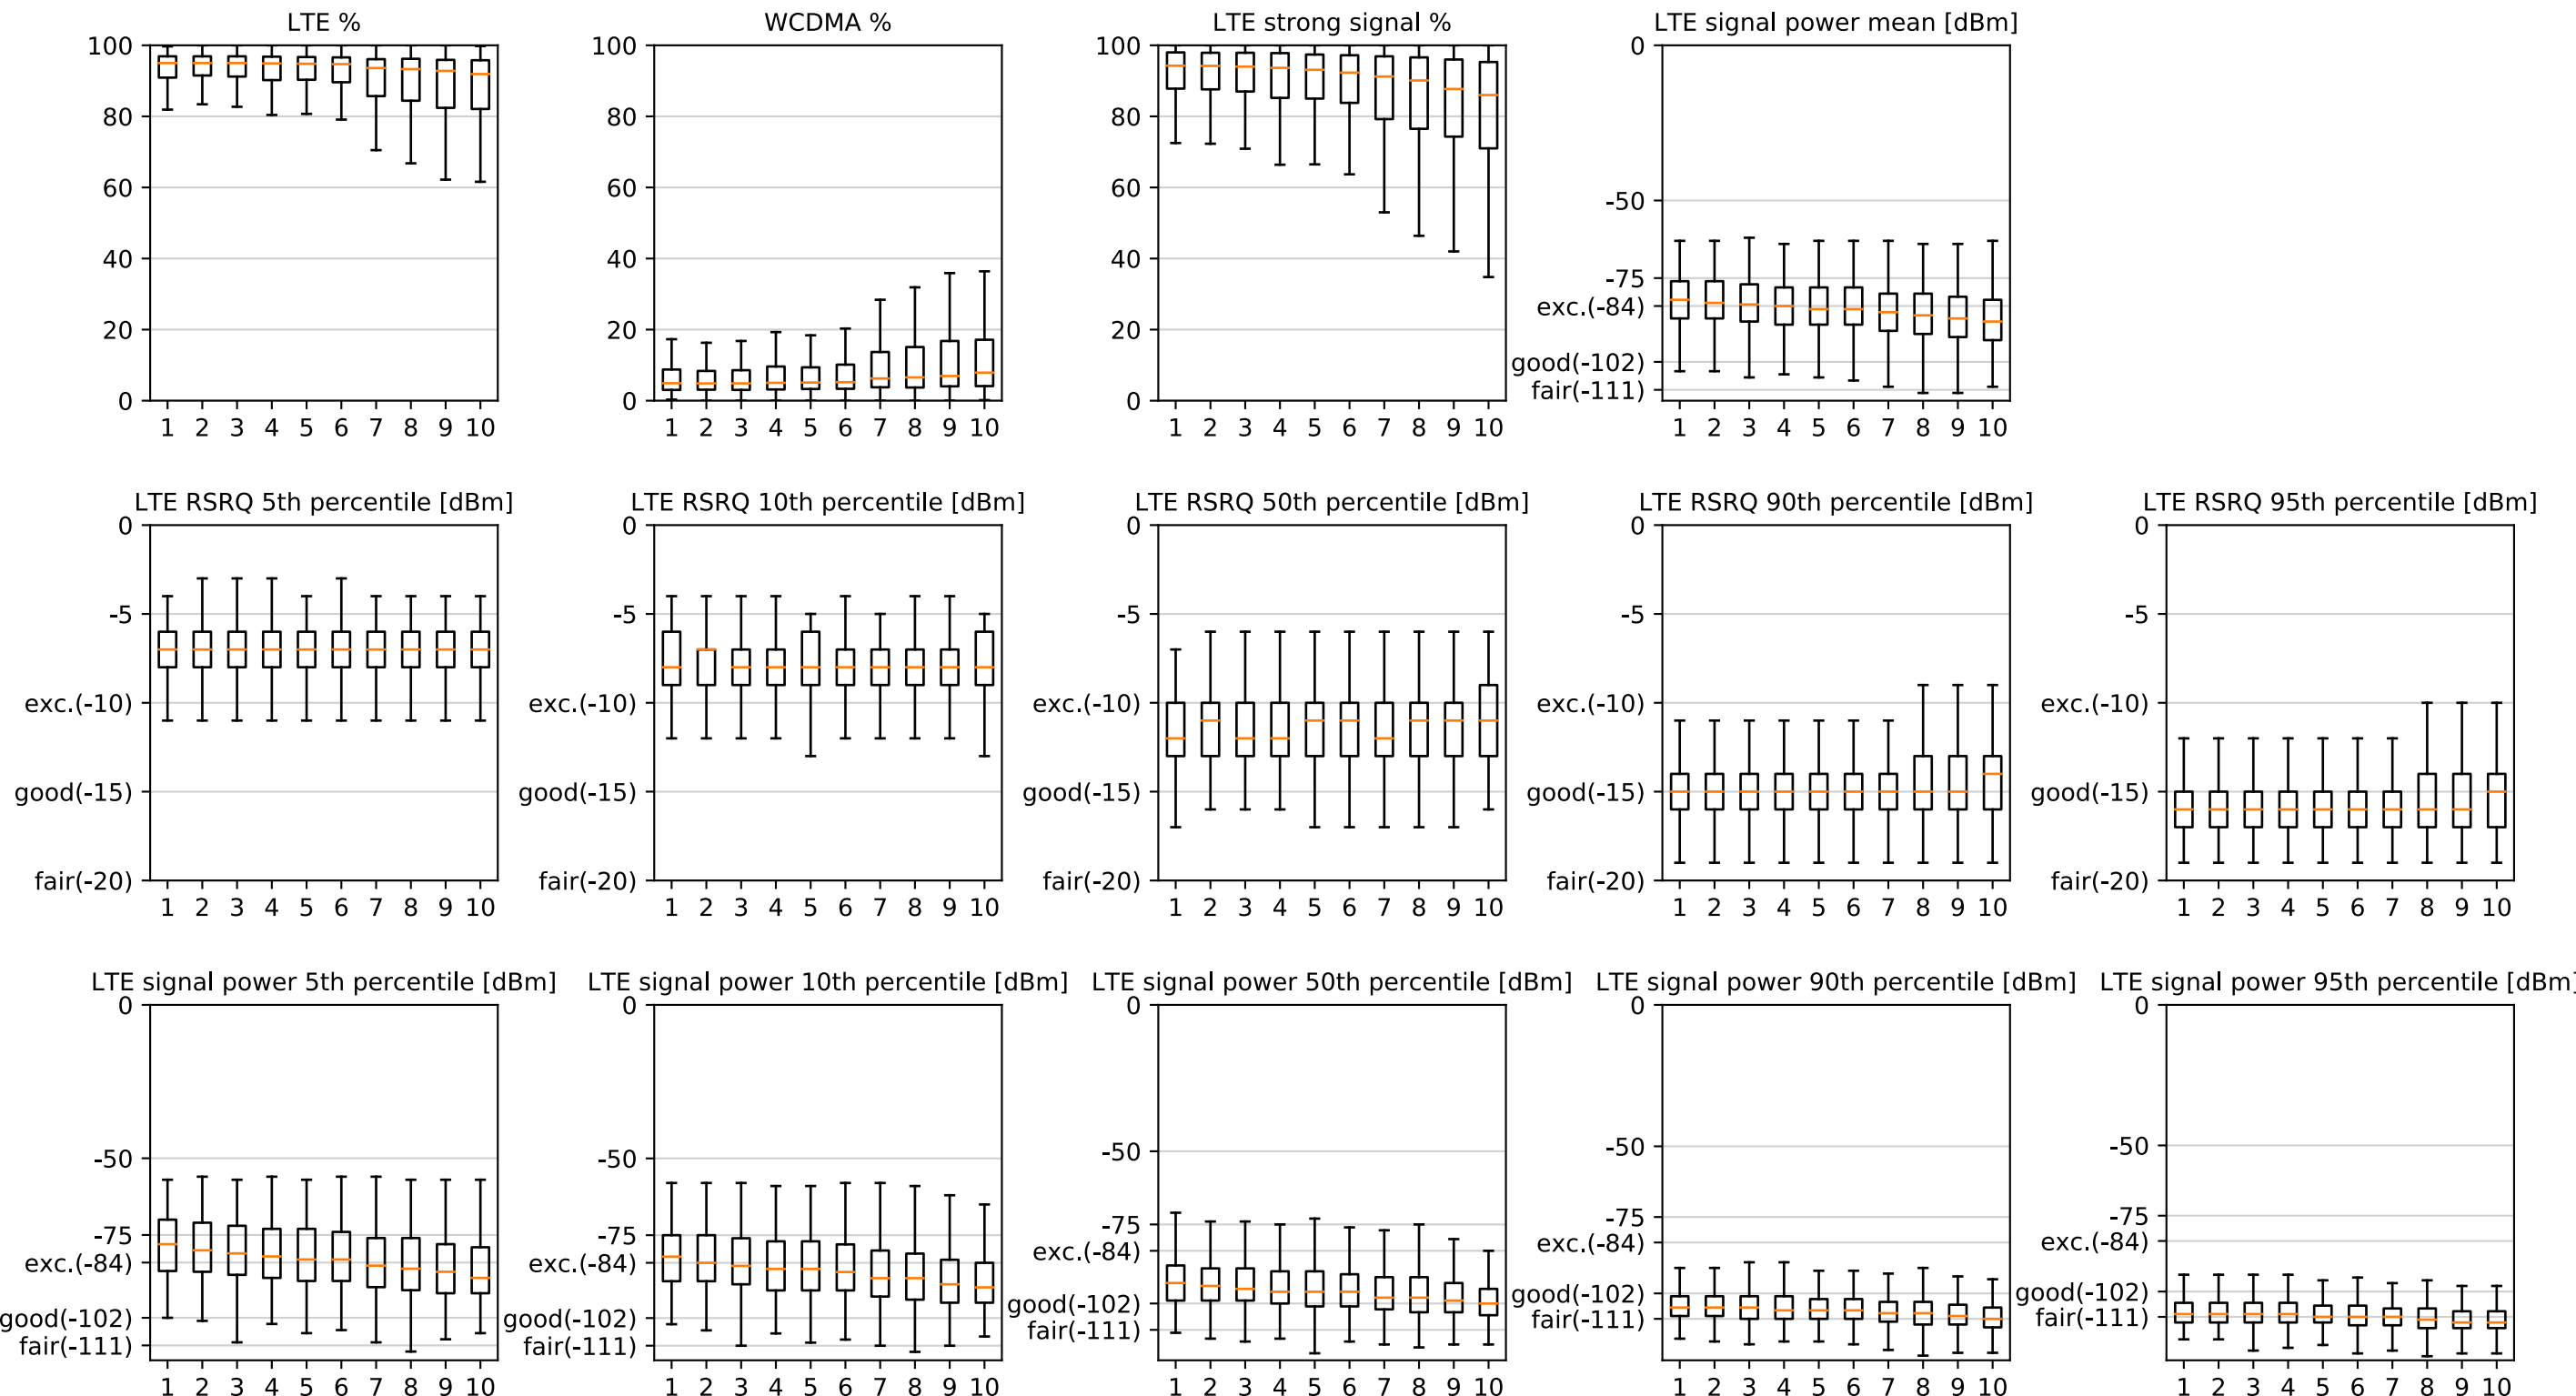 LTE % WCDMA % LTE strong signal % LTE signal power mean [dBm]
100 100 100 0
80 80 80 -50
60 60 60 -75
40 40 40 exc.(-84)
20 20 20 good(-102)
0 0 0 fair(-111)
1 2 3 4 5 6 7 8 9 10 1 2 3 4 5 6 7 8 9 10 1 2 3 4 5 6 7 8 9 10 1 2 3 4 5 6 7 8 9 10
LTE RSRQ 5th percentile [dBm] LTE RSRQ 10th percentile [dBm] LTE RSRQ 50th percentile [dBm] LTE RSRQ 90th percentile [dBm] LTE RSRQ 95th percentile [dBm]
0 0 0 0 0
-5 -5 -5 -5 -5
exc.(-10) exc.(-10) exc.(-10) exc.(-10) exc.(-10)
good(-15) good(-15) good(-15) good(-15) good(-15)
fair(-20) fair(-20) fair(-20) fair(-20) fair(-20)
1 2 3 4 5 6 7 8 9 10 1 2 3 4 5 6 7 8 9 10 1 2 3 4 5 6 7 8 9 10 1 2 3 4 5 6 7 8 9 10 1 2 3 4 5 6 7 8 9 10
LTE signal power 5th percentile [dBm] LTE signal power 10th percentile [dBm] LTE signal power 50th percentile [dBm] LTE signal power 90th percentile [dBm] LTE signal power 95th percentile [dBm]
0 0 0 0 0
-50 -50 -50 -50 -50
-75 -75 -75 -75 -75
exc.(-84) exc.(-84) exc.(-84) exc.(-84) exc.(-84)
good(-102) good(-102) good(-102) good(-102) good(-102)
fair(-111) fair(-111) fair(-111) fair(-111) fair(-111)
1 2 3 4 5 6 7 8 9 10 1 2 3 4 5 6 7 8 9 10 1 2 3 4 5 6 7 8 9 10 1 2 3 4 5 6 7 8 9 10 1 2 3 4 5 6 7 8 9 10